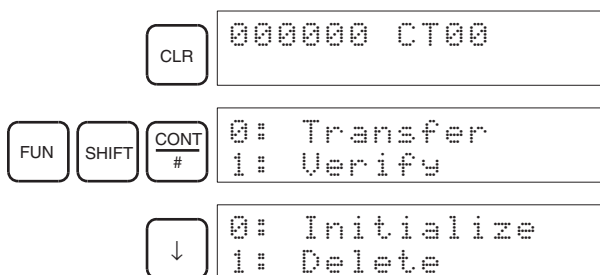 CLR
000000 CT00
FUN SHIFT CONT
#
0: Transfer
1: Verify
↓
0: Initialize
1: Delete